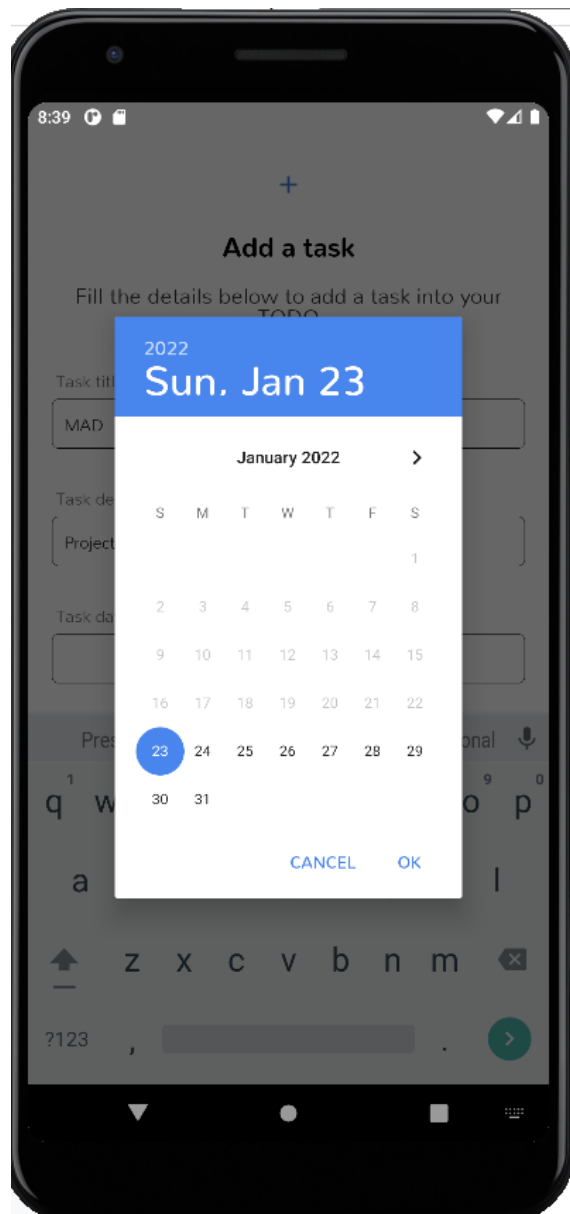 8:39
+
Add a task
Fill the details below to add a task into your
TODO
2022
Sun, Jan 23
Task titl
MAD
January 2022 >
Task de
S M T W T F S
Project
1
2 3 4 5 6 7 8
Task da
9 10 11 12 13 14 15
16 17 18 19 20 21 22
Pres
onal
23 24 25 26 27 28 29
1 9 0
q w o p
30 31
CANCEL OK
a l
z x c v b n m
?123 , .